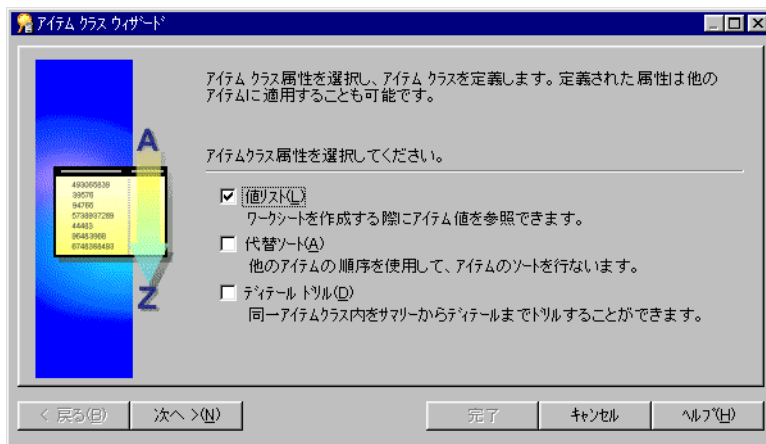 アイテム クラス ウィザード
アイテム クラス属性を選択し、アイテム クラスを定義します。定義された属性は他の
アイテムに適用することも可能です。
A
アイテムクラス属性を選択してください。
493065839
39576
94766
5738937289
44483
96463968
6746368493
Z
値リスト(L)
ワークシートを作成する際にアイテム値を参照できます。
代替ソート(A)
他のアイテムの順序を使用して、アイテムのソートを行ないます。
ディテール ドリル(D)
同一アイテムクラス内をサマリーからディテールまでドリルすることができます。
< 戻る(B)
次へ >(N)
完了
キャンセル
ヘルプ(H)